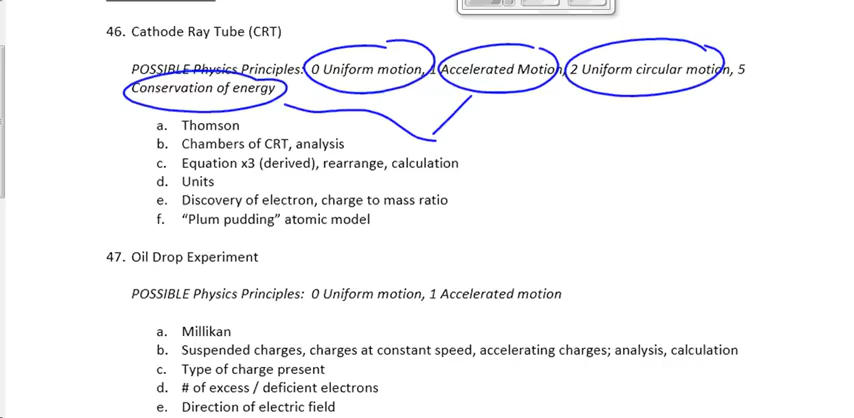 46. Cathode Ray Tube (CRT)
POSSIBLE Physics Principles: 0 Uniform motion, 1 Accelerated Motion, 2 Uniform circular motion, 5
Conservation of energy
a. Thomson
b. Chambers of CRT, analysis
c. Equation x3 (derived), rearrange, calculation
d. Units
e. Discovery of electron, charge to mass ratio
f. “Plum pudding” atomic model
47. Oil Drop Experiment
POSSIBLE Physics Principles: 0 Uniform motion, 1 Accelerated motion
a. Millikan
b. Suspended charges, charges at constant speed, accelerating charges; analysis, calculation
c. Type of charge present
d. # of excess / deficient electrons
e. Direction of electric field